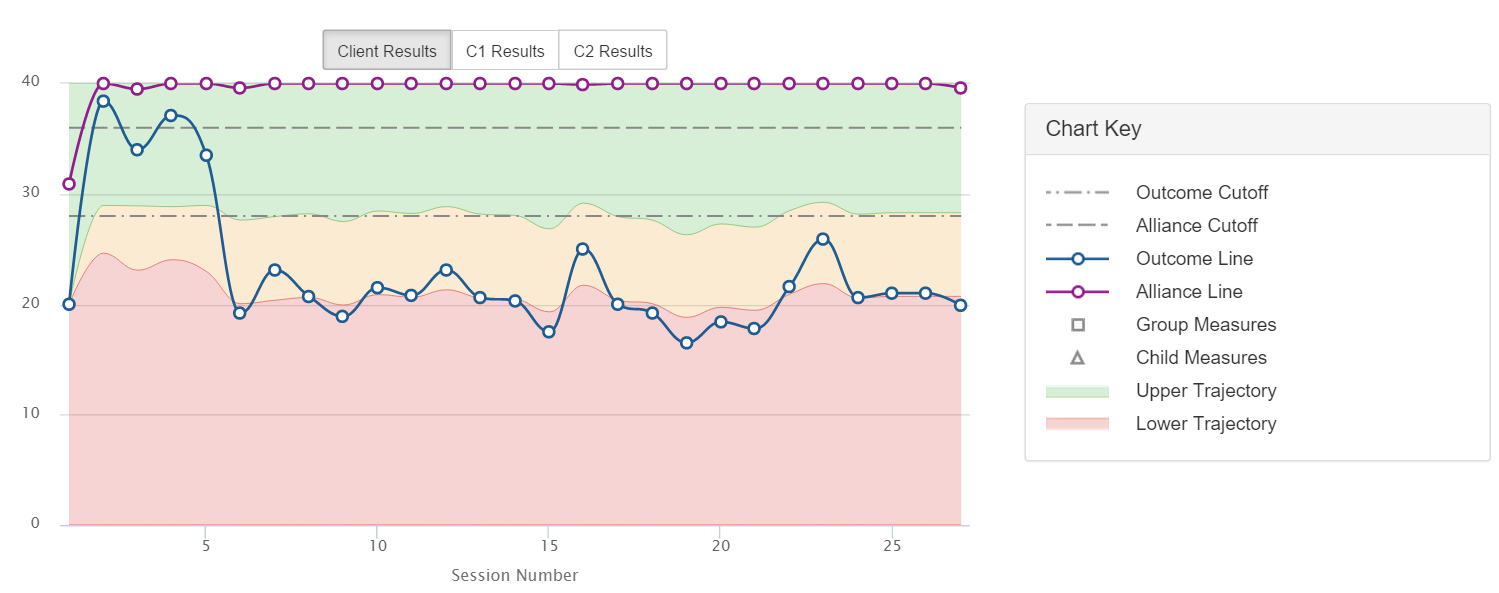 Client Results C1 Results C2 Results
40
30
20
10
0
5 10 15 20 25
Session Number
Chart Key
Outcome Cutoff
Alliance Cutoff
Outcome Line
Alliance Line
Group Measures
Child Measures
Upper Trajectory
Lower Trajectory